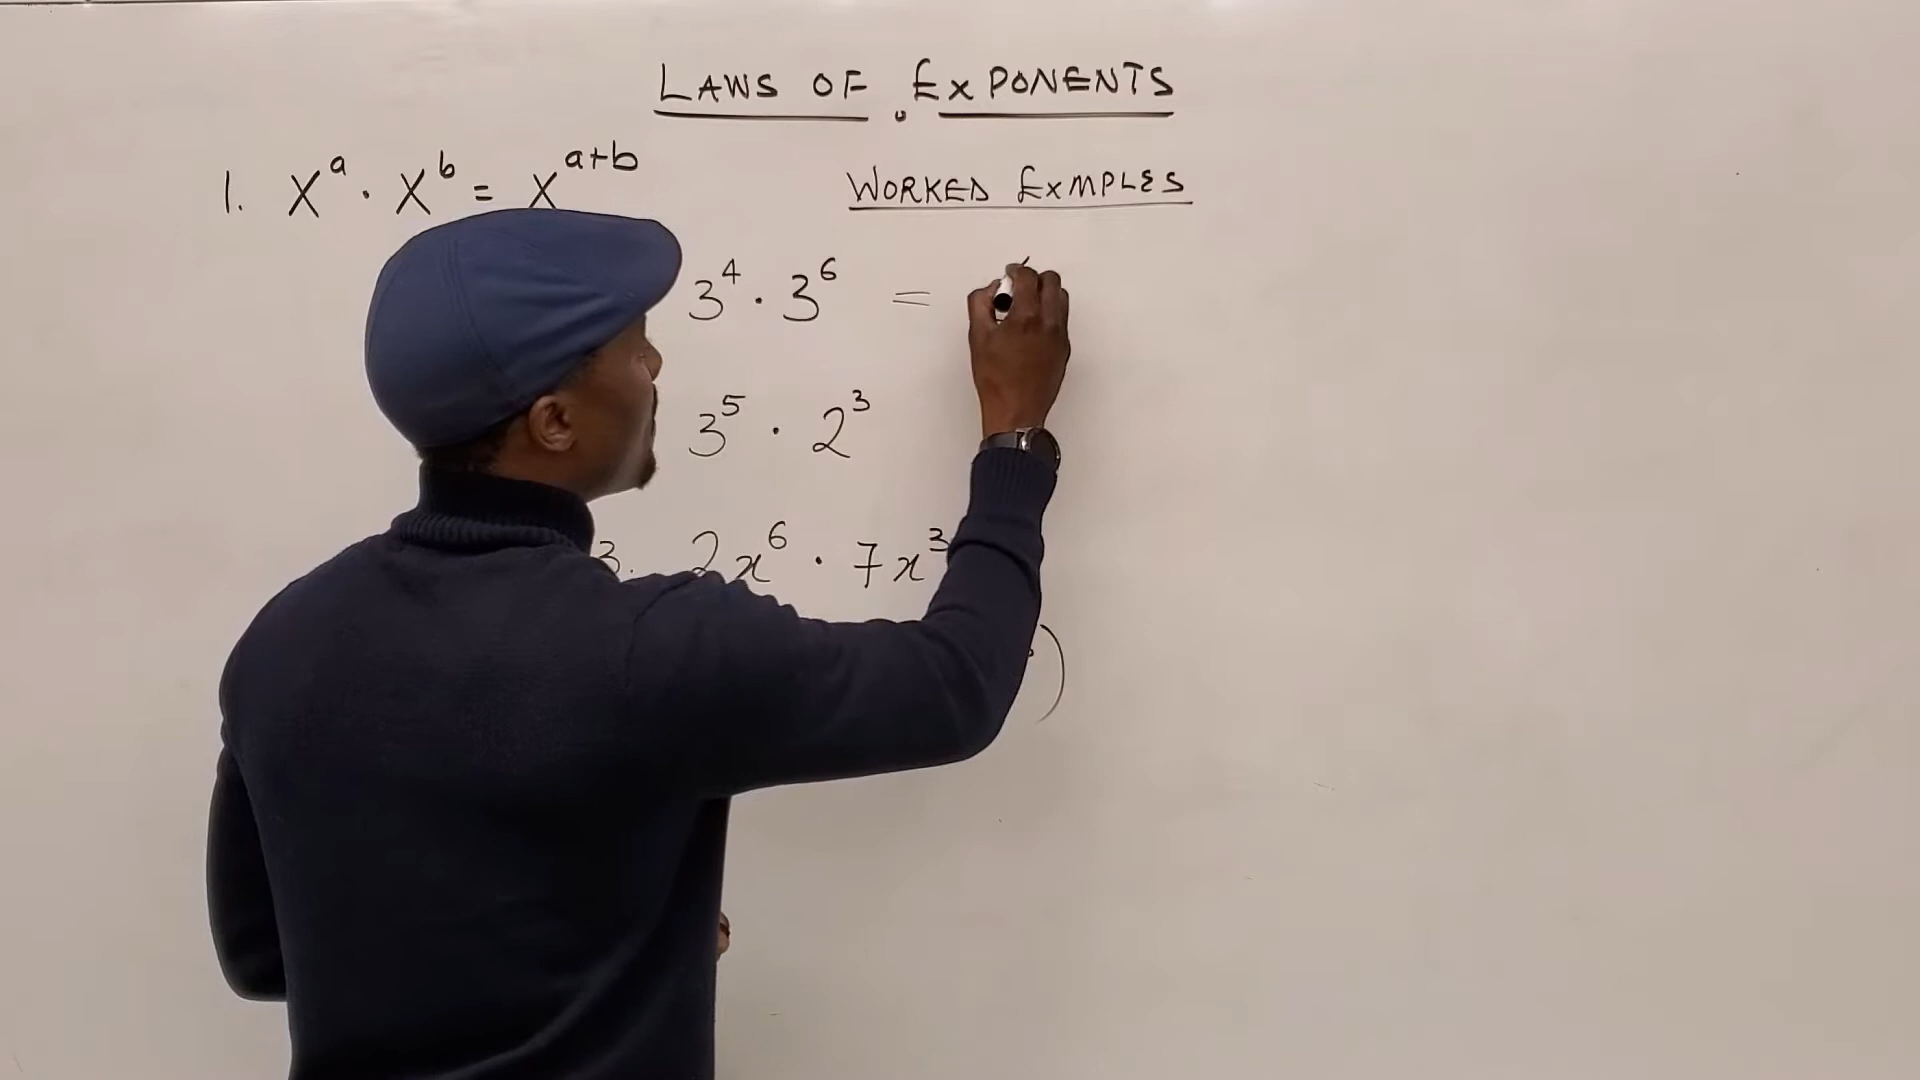 LAWS OF EXPONENTS
1. X^a · X^b = X^(a+b)
WORKED EXMPLES
3^4 · 3^6 =
3^5 · 2^3
3. 2x^6 · 7x^3
)